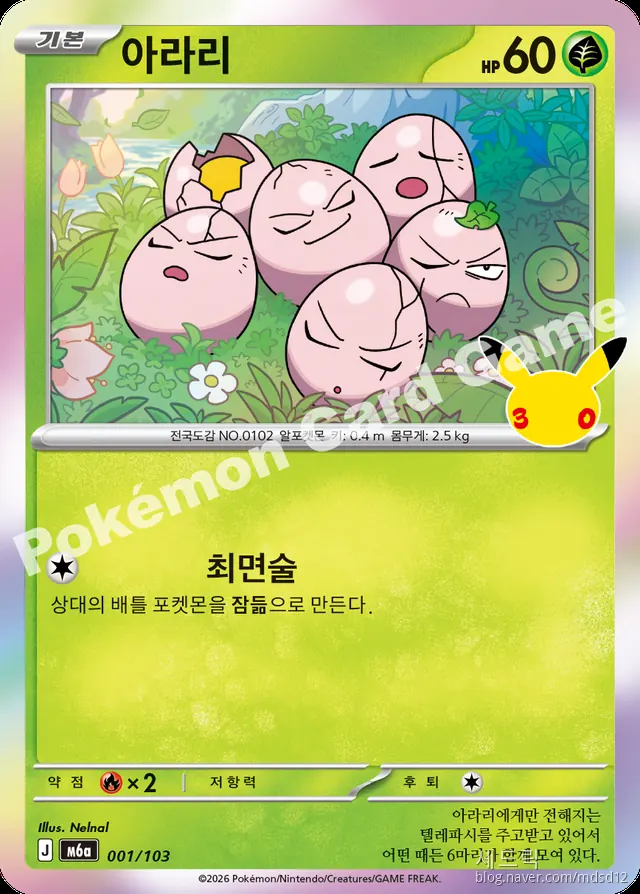 기본
아라리
HP 60
Pokémon Card Game
30
전국도감 NO.0102 알포켓몬 키: 0.4 m 몸무게: 2.5 kg
최면술
상대의 배틀 포켓몬을 잠듦으로 만든다.
약점 ×2 저항력 후퇴
Illus. Nelnal
아라리에게만 전해지는
텔레파시를 주고받고 있어서
어떤 때든 6마리가 함께 모여 있다.
J M6a 001/103
©2026 Pokémon/Nintendo/Creatures/GAME FREAK.
blog.naver.com/mdsd12